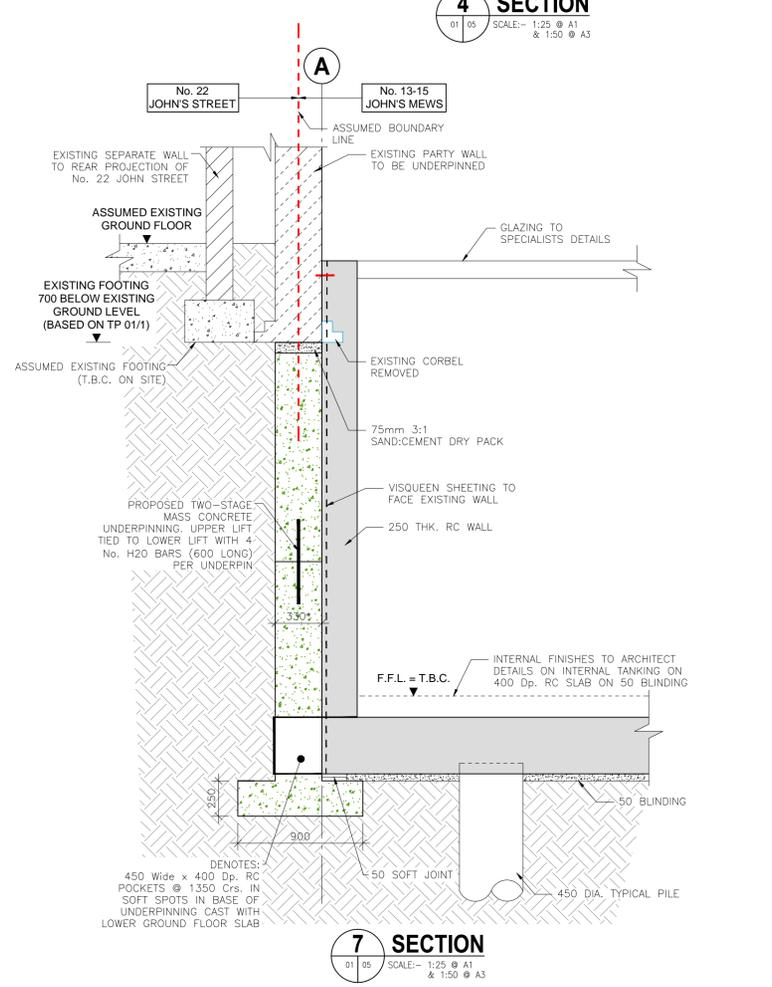 4 SECTION
01 05 SCALE:- 1:25 @ A1
& 1:50 @ A3
A
No. 22
JOHN'S STREET
No. 13-15
JOHN'S MEWS
ASSUMED BOUNDARY
LINE
EXISTING SEPARATE WALL
TO REAR PROJECTION OF
No. 22 JOHN STREET
EXISTING PARTY WALL
TO BE UNDERPINNED
ASSUMED EXISTING
GROUND FLOOR
GLAZING TO
SPECIALISTS DETAILS
EXISTING FOOTING
700 BELOW EXISTING
GROUND LEVEL
(BASED ON TP 01/1)
ASSUMED EXISTING FOOTING
(T.B.C. ON SITE)
EXISTING CORBEL
REMOVED
75mm 3:1
SAND:CEMENT DRY PACK
VISQUEEN SHEETING TO
FACE EXISTING WALL
PROPOSED TWO-STAGE
MASS CONCRETE
UNDERPINNING. UPPER LIFT
TIED TO LOWER LIFT WITH 4
No. H20 BARS (600 LONG)
PER UNDERPIN
250 THK. RC WALL
330
INTERNAL FINISHES TO ARCHITECT
DETAILS ON INTERNAL TANKING ON
400 Dp. RC SLAB ON 50 BLINDING
F.F.L. = T.B.C.
250
50 BLINDING
900
DENOTES:
450 Wide x 400 Dp. RC
POCKETS @ 1350 Crs. IN
SOFT SPOTS IN BASE OF
UNDERPINNING CAST WITH
LOWER GROUND FLOOR SLAB
50 SOFT JOINT
450 DIA. TYPICAL PILE
7 SECTION
01 05 SCALE:- 1:25 @ A1
& 1:50 @ A3